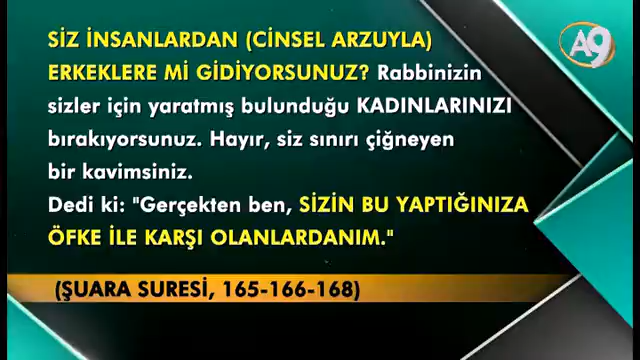 A9
SİZ İNSANLARDAN (CİNSEL ARZUYLA)
ERKEKLERE Mİ GİDİYORSUNUZ? Rabbinizin
sizler için yaratmış bulunduğu KADINLARINIZI
bırakıyorsunuz. Hayır, siz sınırı çiğneyen
bir kavimsiniz.
Dedi ki: "Gerçekten ben, SİZİN BU YAPTIĞINIZA
ÖFKE İLE KARŞI OLANLARDANIM."
(ŞUARA SURESİ, 165-166-168)